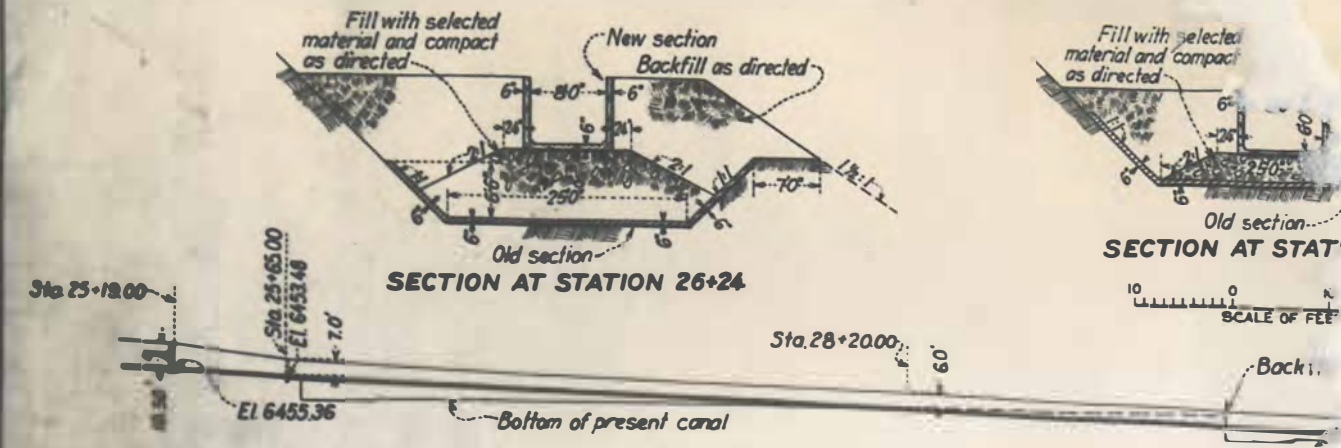 Fill with selected
material and compact
as directed
New section
Backfill as directed
6"
8'0"
6"
6"
2'6"
2'6"
2:1
2:1
1:1
1:1
1½:1
25'0"
7'0"
6"
6"
6"
6"
Old section
SECTION AT STATION 26+24
Fill with selected
material and compact
as directed
6"
2'6"
2:1
25'0"
6"
6"
Old section
SECTION AT STAT
10
0
SCALE OF FEE
Sta. 25+19.00
Sta. 25+65.00
El. 6453.48
7.0'
El. 6455.36
Bottom of present canal
Sta. 28+20.00
6.0'